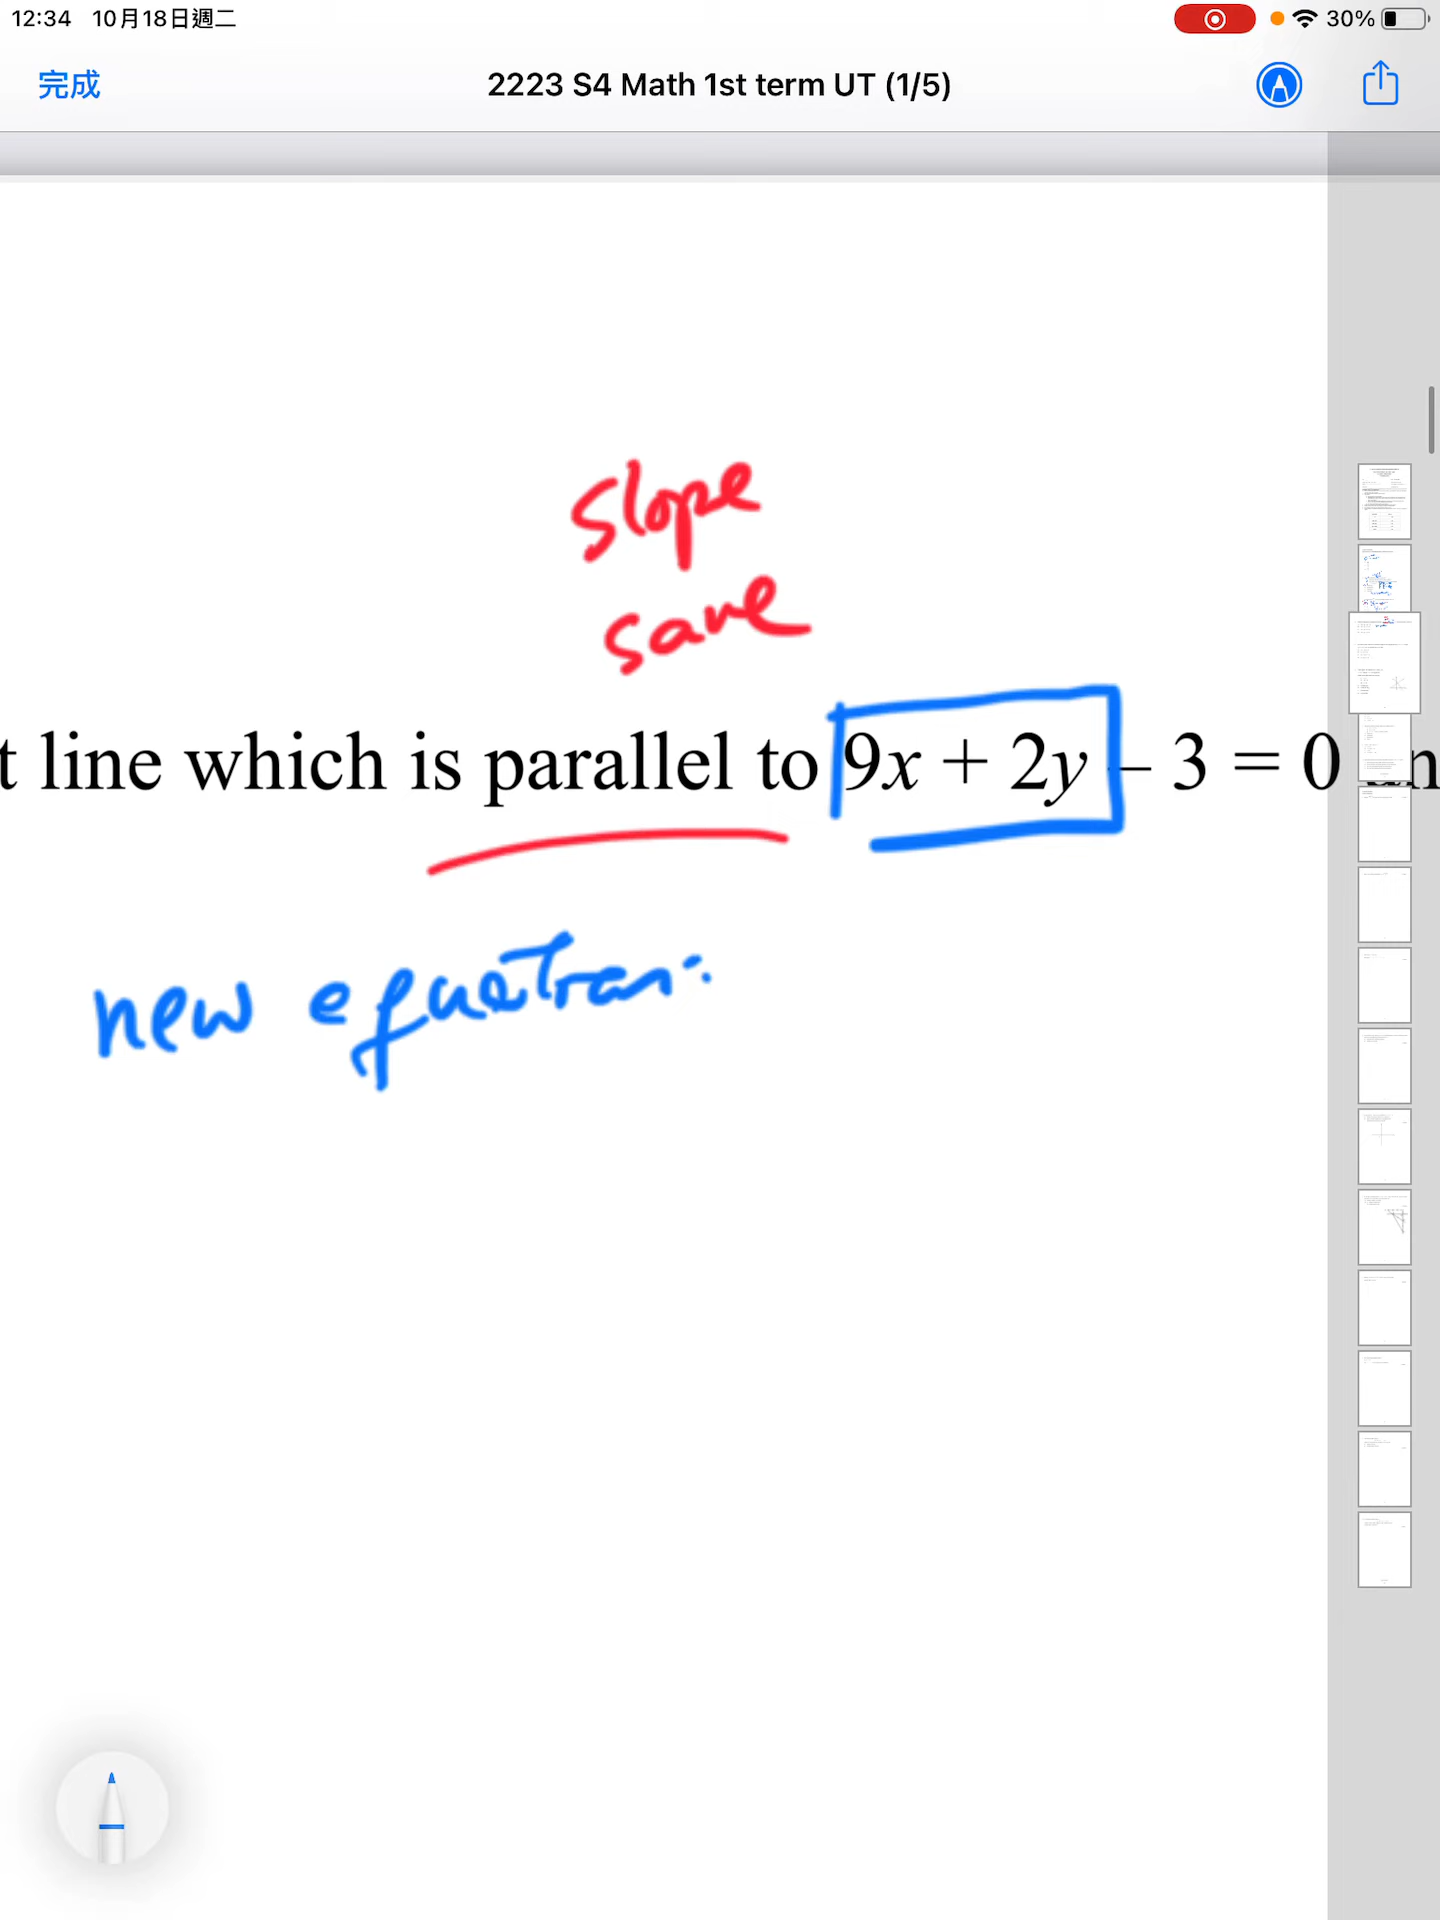 12:34 10月18日週二 30%
完成 2223 S4 Math 1st term UT (1/5)
slope
same
t line which is parallel to 9x + 2y – 3 = 0 an
new equation: